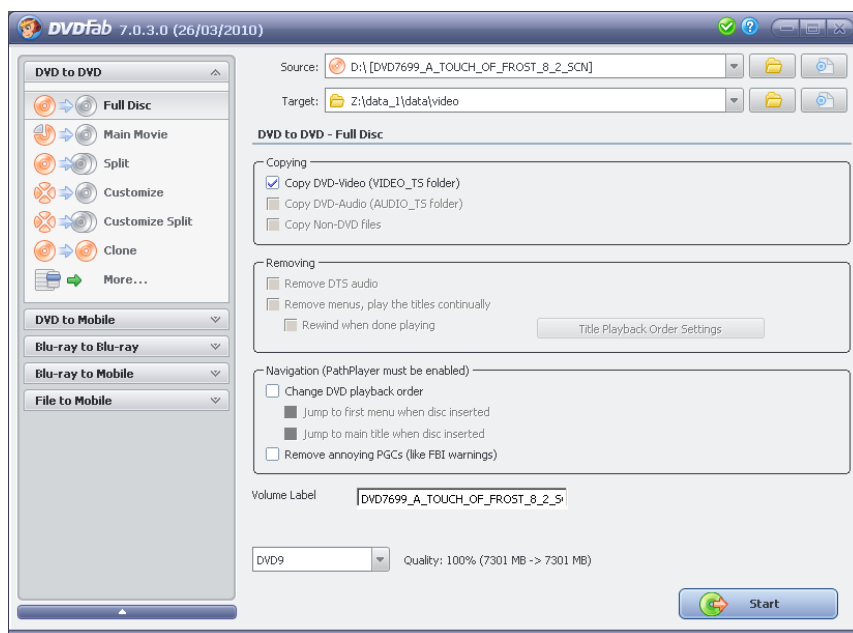 DVDFab 7.0.3.0 (26/03/2010)
DVD to DVD
Full Disc
Main Movie
Split
Customize
Customize Split
Clone
More...
DVD to Mobile
Blu-ray to Blu-ray
Blu-ray to Mobile
File to Mobile
Source: D:\ [DVD7699_A_TOUCH_OF_FROST_8_2_SCN]
Target: Z:\data_1\data\video
DVD to DVD - Full Disc
Copying
Copy DVD-Video (VIDEO_TS folder)
Copy DVD-Audio (AUDIO_TS folder)
Copy Non-DVD files
Removing
Remove DTS audio
Remove menus, play the titles continually
Rewind when done playing Title Playback Order Settings
Navigation (PathPlayer must be enabled)
Change DVD playback order
Jump to first menu when disc inserted
Jump to main title when disc inserted
Remove annoying PGCs (like FBI warnings)
Volume Label DVD7699_A_TOUCH_OF_FROST_8_2_S
DVD9 Quality: 100% (7301 MB -> 7301 MB)
Start